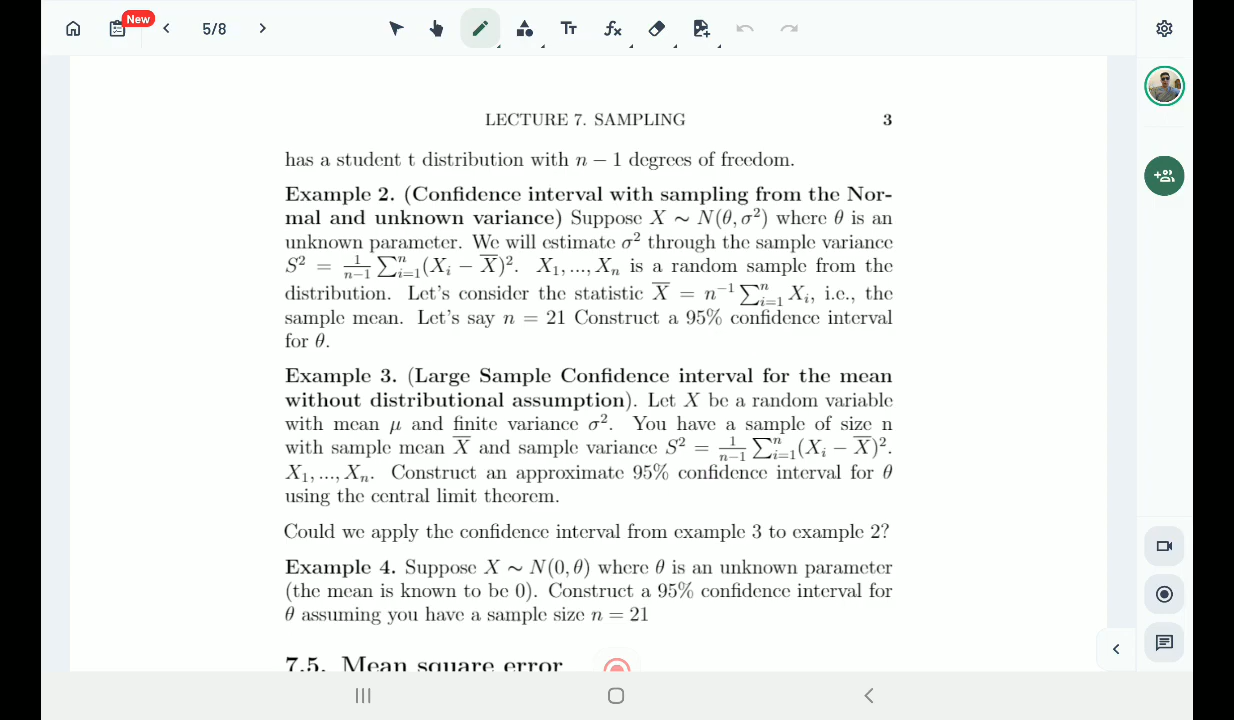 New
5/8
Tт
fx
LECTURE 7. SAMPLING 3
has a student t distribution with n − 1 degrees of freedom.
Example 2. (Confidence interval with sampling from the Nor-
mal and unknown variance) Suppose X ∼ N(θ, σ²) where θ is an
unknown parameter. We will estimate σ² through the sample variance
S² = 1/(n−1) ∑ⁿᵢ₌₁(Xᵢ − X̅)². X₁, ..., Xₙ is a random sample from the
distribution. Let's consider the statistic X̅ = n⁻¹ ∑ⁿᵢ₌₁ Xᵢ, i.e., the
sample mean. Let's say n = 21 Construct a 95% confidence interval
for θ.
Example 3. (Large Sample Confidence interval for the mean
without distributional assumption). Let X be a random variable
with mean μ and finite variance σ². You have a sample of size n
with sample mean X̅ and sample variance S² = 1/(n−1) ∑ⁿᵢ₌₁(Xᵢ − X̅)².
X₁, ..., Xₙ. Construct an approximate 95% confidence interval for θ
using the central limit theorem.
Could we apply the confidence interval from example 3 to example 2?
Example 4. Suppose X ∼ N(0, θ) where θ is an unknown parameter
(the mean is known to be 0). Construct a 95% confidence interval for
θ assuming you have a sample size n = 21
7.5. Mean square error